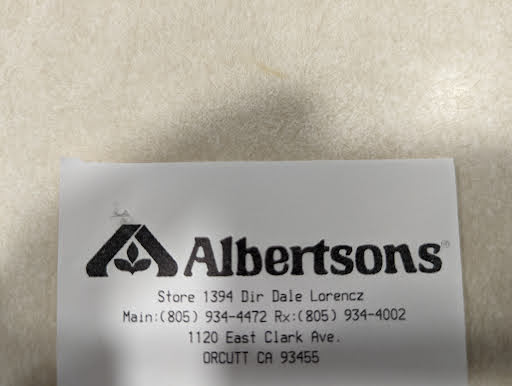 Albertsons®
Store 1394 Dir Dale Lorencz
Main:(805) 934-4472 Rx:(805) 934-4002
1120 East Clark Ave.
ORCUTT CA 93455